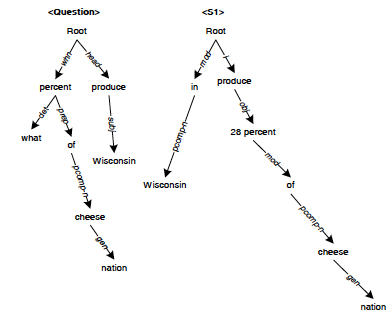 <Question> <S1>
Root Root
whn head mod i
percent produce in produce
det prep subj pcomp-n obj
what of Wisconsin 28 percent
pcomp-n mod
Wisconsin of
cheese pcomp-n
gen cheese
nation gen
nation